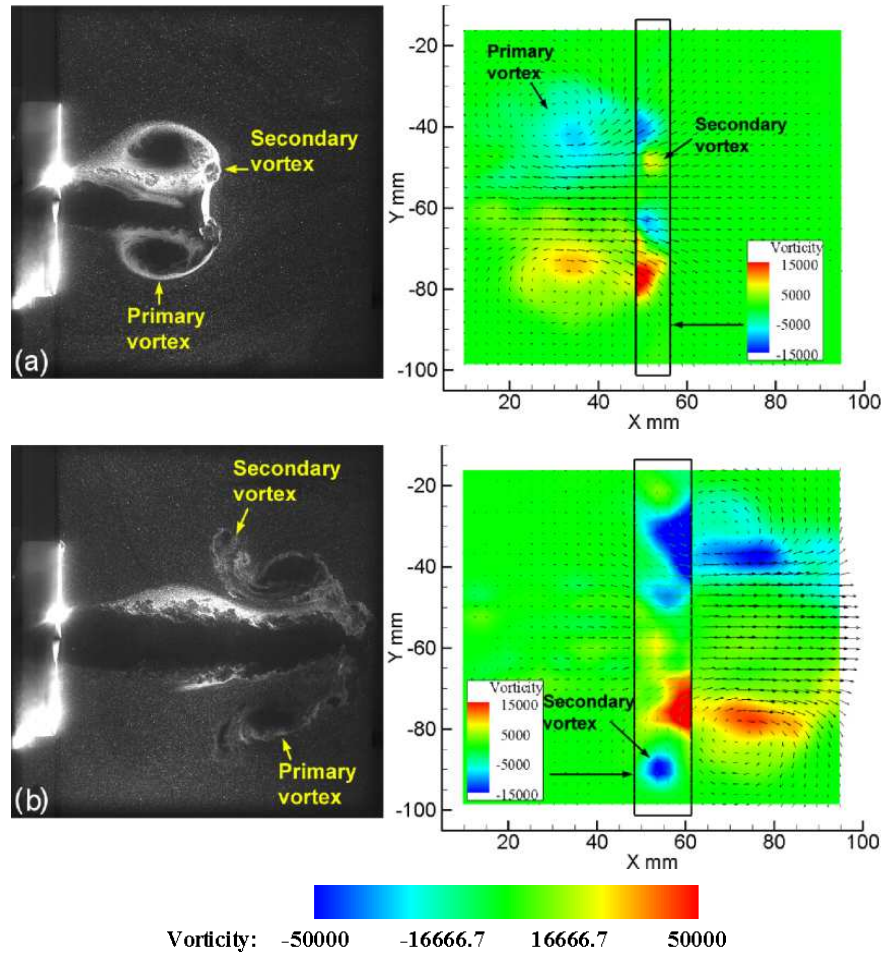 Secondary
vortex
Primary
vortex
(a)
Primary
vortex
Secondary
vortex
Vorticity
15000
5000
-5000
-15000
-20
-40
-60
-80
-100
Y mm
20 40 60 80 100
X mm
Secondary
vortex
Primary
vortex
(b)
Vorticity
15000
5000
-5000
-15000
Secondary
vortex
-20
-40
-60
-80
-100
Y mm
20 40 60 80 100
X mm
Vorticity: -50000 -16666.7 16666.7 50000